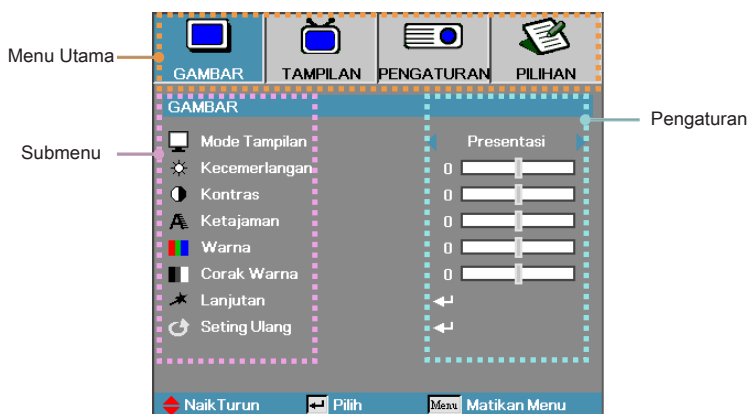 Menu Utama
GAMBAR TAMPILAN PENGATURAN PILIHAN
GAMBAR
Pengaturan
Submenu
Mode Tampilan Presentasi
Kecemerlangan 0
Kontras 0
Ketajaman 0
Warna 0
Corak Warna 0
Lanjutan
Seting Ulang
NaikTurun Pilih Menu Matikan Menu